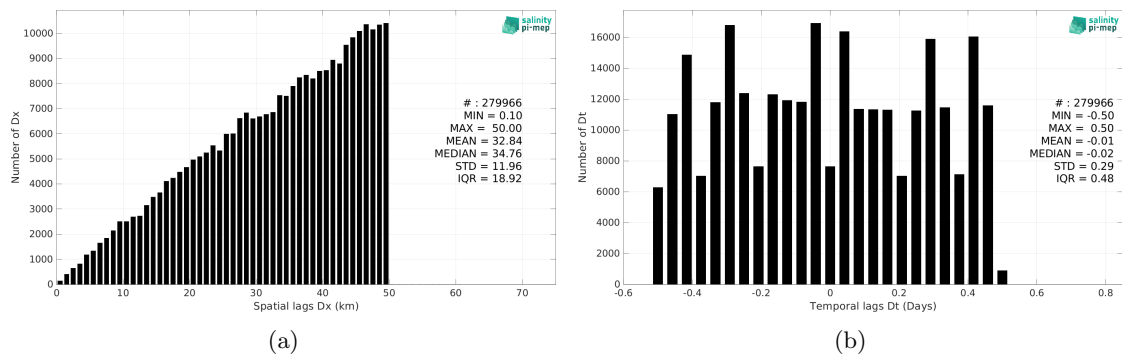 salinity
pi-mep
# : 279966
MIN = 0.10
MAX = 50.00
MEAN = 32.84
MEDIAN = 34.76
STD = 11.96
IQR = 18.92
Number of Dx
10000
9000
8000
7000
6000
5000
4000
3000
2000
1000
0
0 10 20 30 40 50 60 70
Spatial lags Dx (km)
(a)
salinity
pi-mep
# : 279966
MIN = -0.50
MAX = 0.50
MEAN = -0.01
MEDIAN = -0.02
STD = 0.29
IQR = 0.48
Number of Dt
16000
14000
12000
10000
8000
6000
4000
2000
0
-0.6 -0.4 -0.2 0 0.2 0.4 0.6 0.8
Temporal lags Dt (Days)
(b)